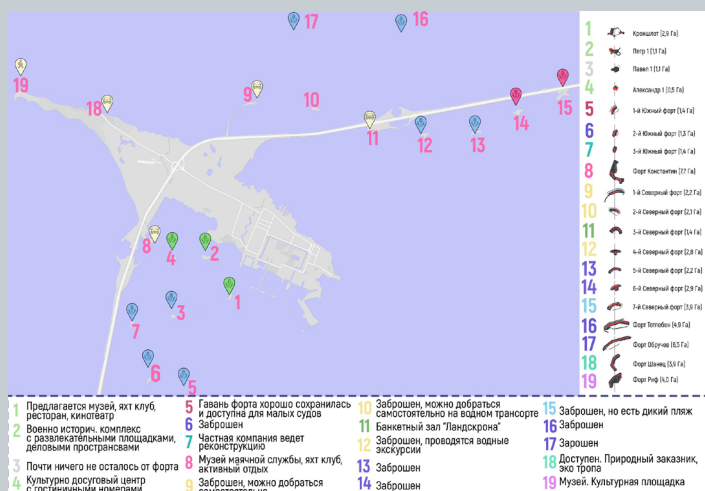 17
16
19
18
9
10
11
12
13
14
15
8
4
2
1
3
7
6
5
1 Кроншлот (2,9 Га)
2 Пётр 1 (1,1 Га)
3 Павел 1 (1,1 Га)
4 Александр 1 (0,5 Га)
5 1-й Южный форт (1,4 Га)
6 2-й Южный форт (1,3 Га)
7 3-й Южный форт (1,4 Га)
8 Форт Константин (7,7 Га)
9 1-й Северный форт (2,2 Га)
10 2-й Северный форт (2,1 Га)
11 3-й Северный форт (1,4 Га)
12 4-й Северный форт (2,8 Га)
13 5-й Северный форт (2,2 Га)
14 6-й Северный форт (2,9 Га)
15 7-й Северный форт (3,9 Га)
16 Форт Тотлебен (4,9 Га)
17 Форт Обручев (6,5 Га)
18 Форт Шанец (3,9 Га)
19 Форт Риф (4,0 Га)
1 Предлагается музей, яхт клуб,
ресторан, кинотеатр
2 Военно историч. комплекс
с развлекательными площадками,
деловыми пространсвами
3 Почти ничего не осталось от форта
4 Культурно досуговый центр
с гостиничными номерами
5 Гавань форта хорошо сохранилась
и доступна для малых судов
6 Заброшен
7 Частная компания ведет
реконструкцию
8 Музей маячной службы, яхт клуб,
активный отдых
9 Заброшен, можно добраться
самостоятельно
10 Заброшен, можно добраться
самостоятельно на водном трансорте
11 Банкетный зал "Ландскрона"
12 Заброшен, проводятся водные
экскурсии
13 Заброшен
14 Заброшен
15 Заброшен, но есть дикий пляж
16 Заброшен
17 Зарошен
18 Доступен. Природный заказник,
эко тропа
19 Музей. Культурная площадка